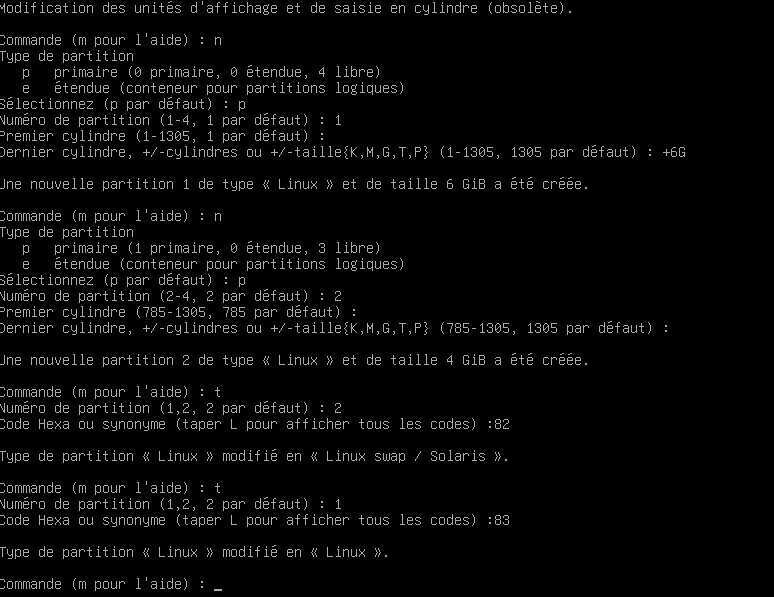 Modification des unités d'affichage et de saisie en cylindre (obsolète).
Commande (m pour l'aide) : n
Type de partition
p primaire (0 primaire, 0 étendue, 4 libre)
e étendue (conteneur pour partitions logiques)
Sélectionnez (p par défaut) : p
Numéro de partition (1-4, 1 par défaut) : 1
Premier cylindre (1-1305, 1 par défaut) :
Dernier cylindre, +/-cylindres ou +/-taille{K,M,G,T,P} (1-1305, 1305 par défaut) : +6G
Une nouvelle partition 1 de type « Linux » et de taille 6 GiB a été créée.
Commande (m pour l'aide) : n
Type de partition
p primaire (1 primaire, 0 étendue, 3 libre)
e étendue (conteneur pour partitions logiques)
Sélectionnez (p par défaut) : p
Numéro de partition (2-4, 2 par défaut) : 2
Premier cylindre (785-1305, 785 par défaut) :
Dernier cylindre, +/-cylindres ou +/-taille{K,M,G,T,P} (785-1305, 1305 par défaut) :
Une nouvelle partition 2 de type « Linux » et de taille 4 GiB a été créée.
Commande (m pour l'aide) : t
Numéro de partition (1,2, 2 par défaut) : 2
Code Hexa ou synonyme (taper L pour afficher tous les codes) :82
Type de partition « Linux » modifié en « Linux swap / Solaris ».
Commande (m pour l'aide) : t
Numéro de partition (1,2, 2 par défaut) : 1
Code Hexa ou synonyme (taper L pour afficher tous les codes) :83
Type de partition « Linux » modifié en « Linux ».
Commande (m pour l'aide) : _